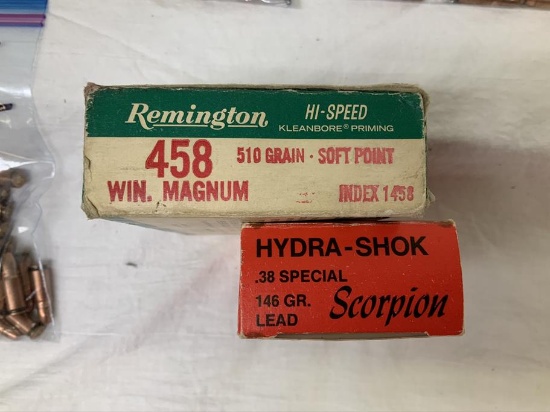 Remington HI-SPEED
KLEANBORE® PRIMING
458 510 GRAIN - SOFT POINT
WIN. MAGNUM INDEX 1458
HYDRA-SHOK
.38 SPECIAL
146 GR. Scorpion
LEAD